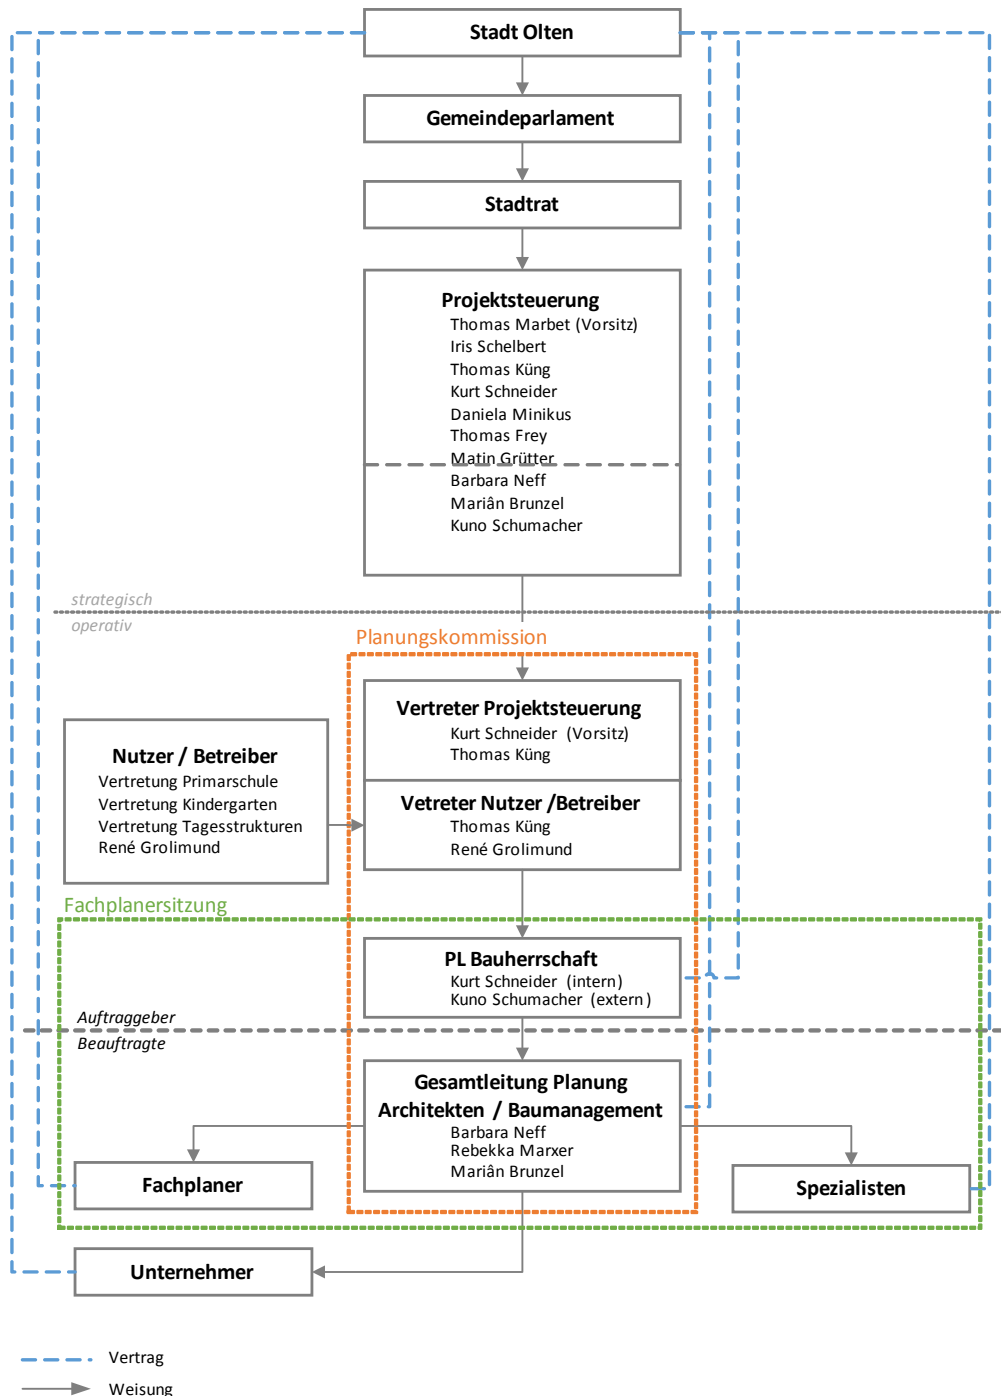 Stadt Olten
Gemeindeparlament
Stadtrat
Projektsteuerung
Thomas Marbet (Vorsitz)
Iris Schelbert
Thomas Küng
Kurt Schneider
Daniela Minikus
Thomas Frey
Matin Grütter
Barbara Neff
Mariân Brunzel
Kuno Schumacher
strategisch
operativ
Planungskommission
Vertreter Projektsteuerung
Kurt Schneider (Vorsitz)
Thomas Küng
Nutzer / Betreiber
Vertretung Primarschule
Vertretung Kindergarten
Vertretung Tagesstrukturen
René Grolimund
Vetreter Nutzer /Betreiber
Thomas Küng
René Grolimund
Fachplanersitzung
PL Bauherrschaft
Kurt Schneider (intern)
Kuno Schumacher (extern)
Auftraggeber
Beauftragte
Gesamtleitung Planung
Architekten / Baumanagement
Barbara Neff
Rebekka Marxer
Mariân Brunzel
Fachplaner
Spezialisten
Unternehmer
Vertrag
Weisung